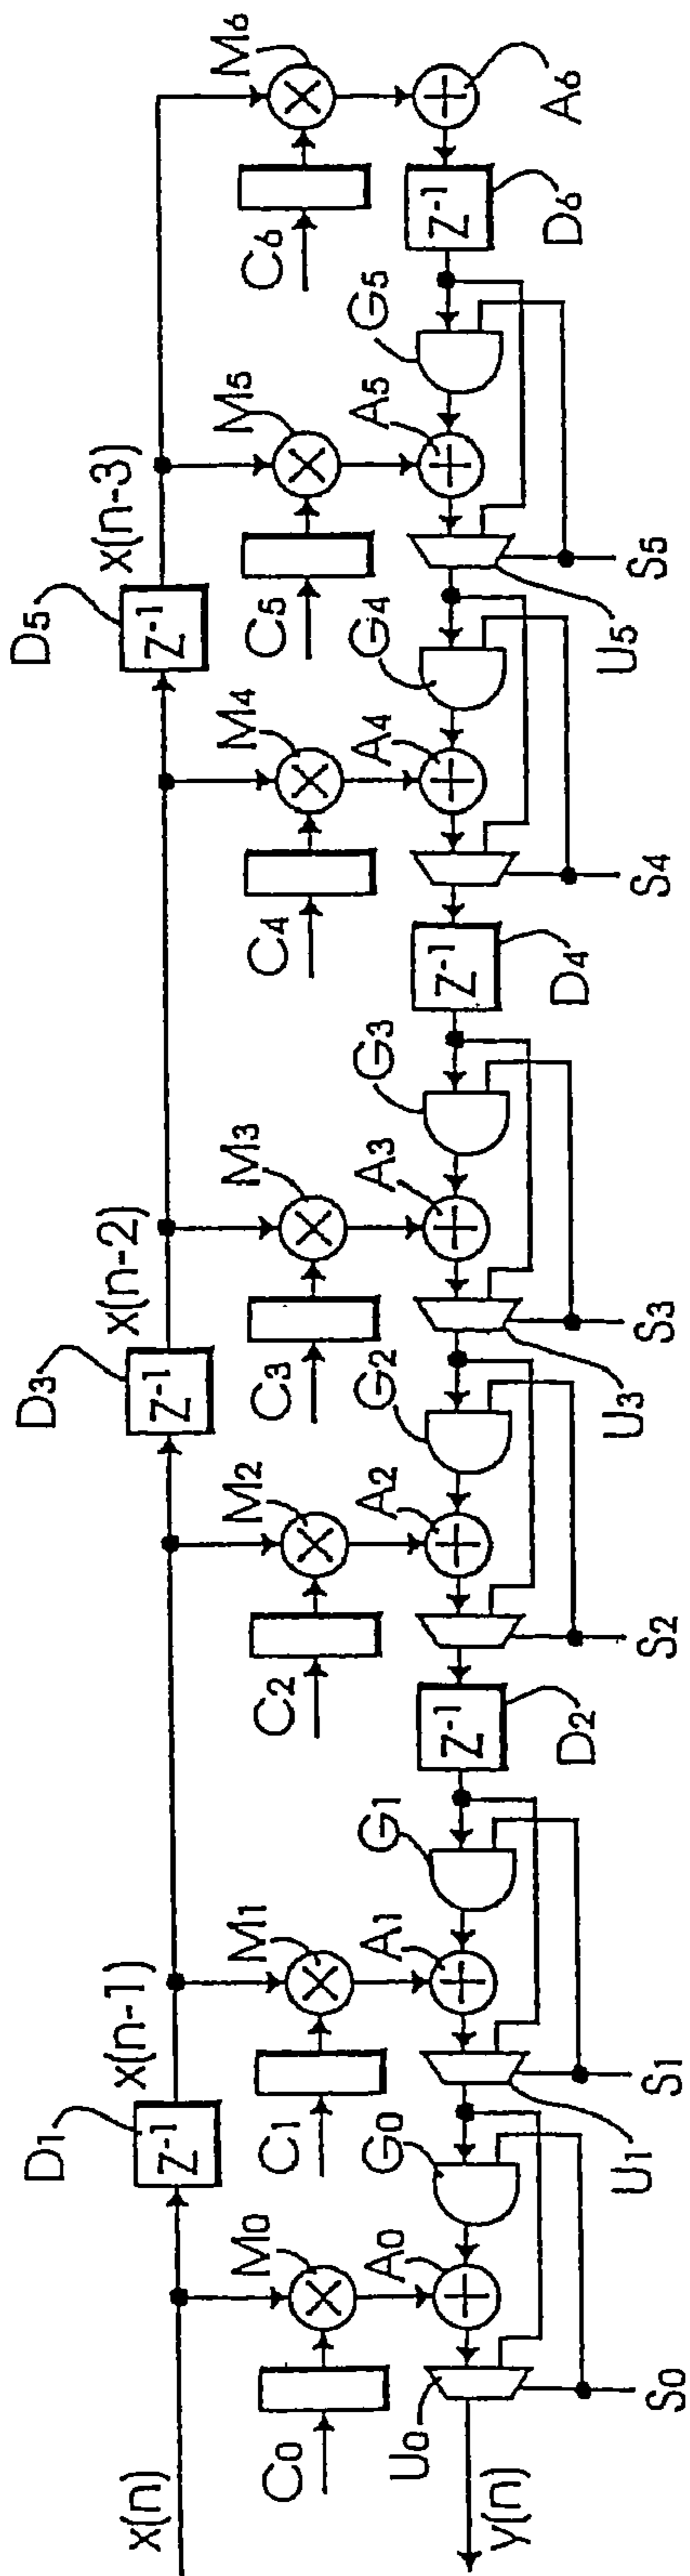 x(n) x(n-1) x(n-2) x(n-3)
D1 D3 D5
Z-1 Z-1 Z-1
M0 M1 M2 M3 M4 M5 M6
C0 C1 C2 C3 C4 C5 C6
A0 A1 A2 A3 A4 A5
G0 G1 G2 G3 G4 G5
U0
Z-1 Z-1 Z-1
y(n)
U1 D2 U3 D4 U5 D6 A6
S0 S1 S2 S3 S4 S5